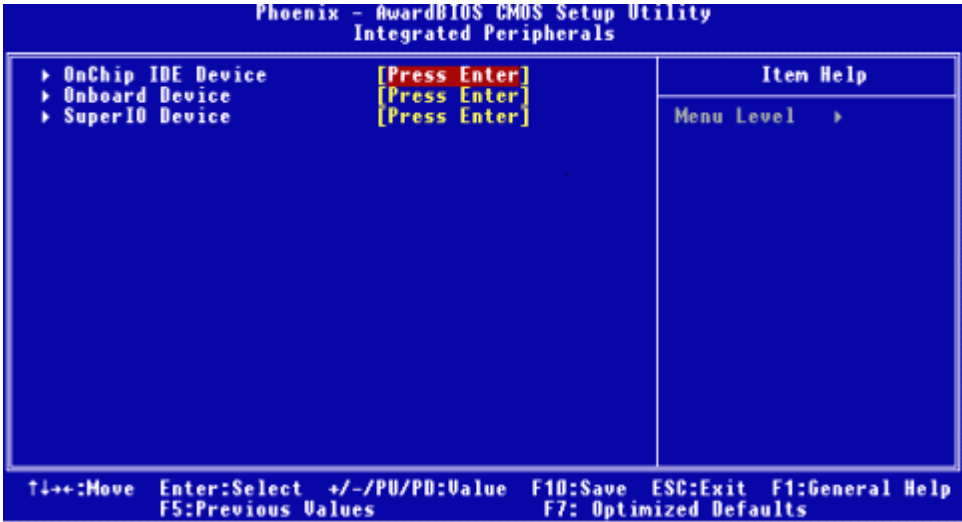 Phoenix - AwardBIOS CMOS Setup Utility
Integrated Peripherals
▸ OnChip IDE Device [Press Enter]
▸ Onboard Device [Press Enter]
▸ SuperIO Device [Press Enter]
Item Help
Menu Level ▸
↑↓→←:Move Enter:Select +/-/PU/PD:Value F10:Save ESC:Exit F1:General Help
F5:Previous Values F7: Optimized Defaults